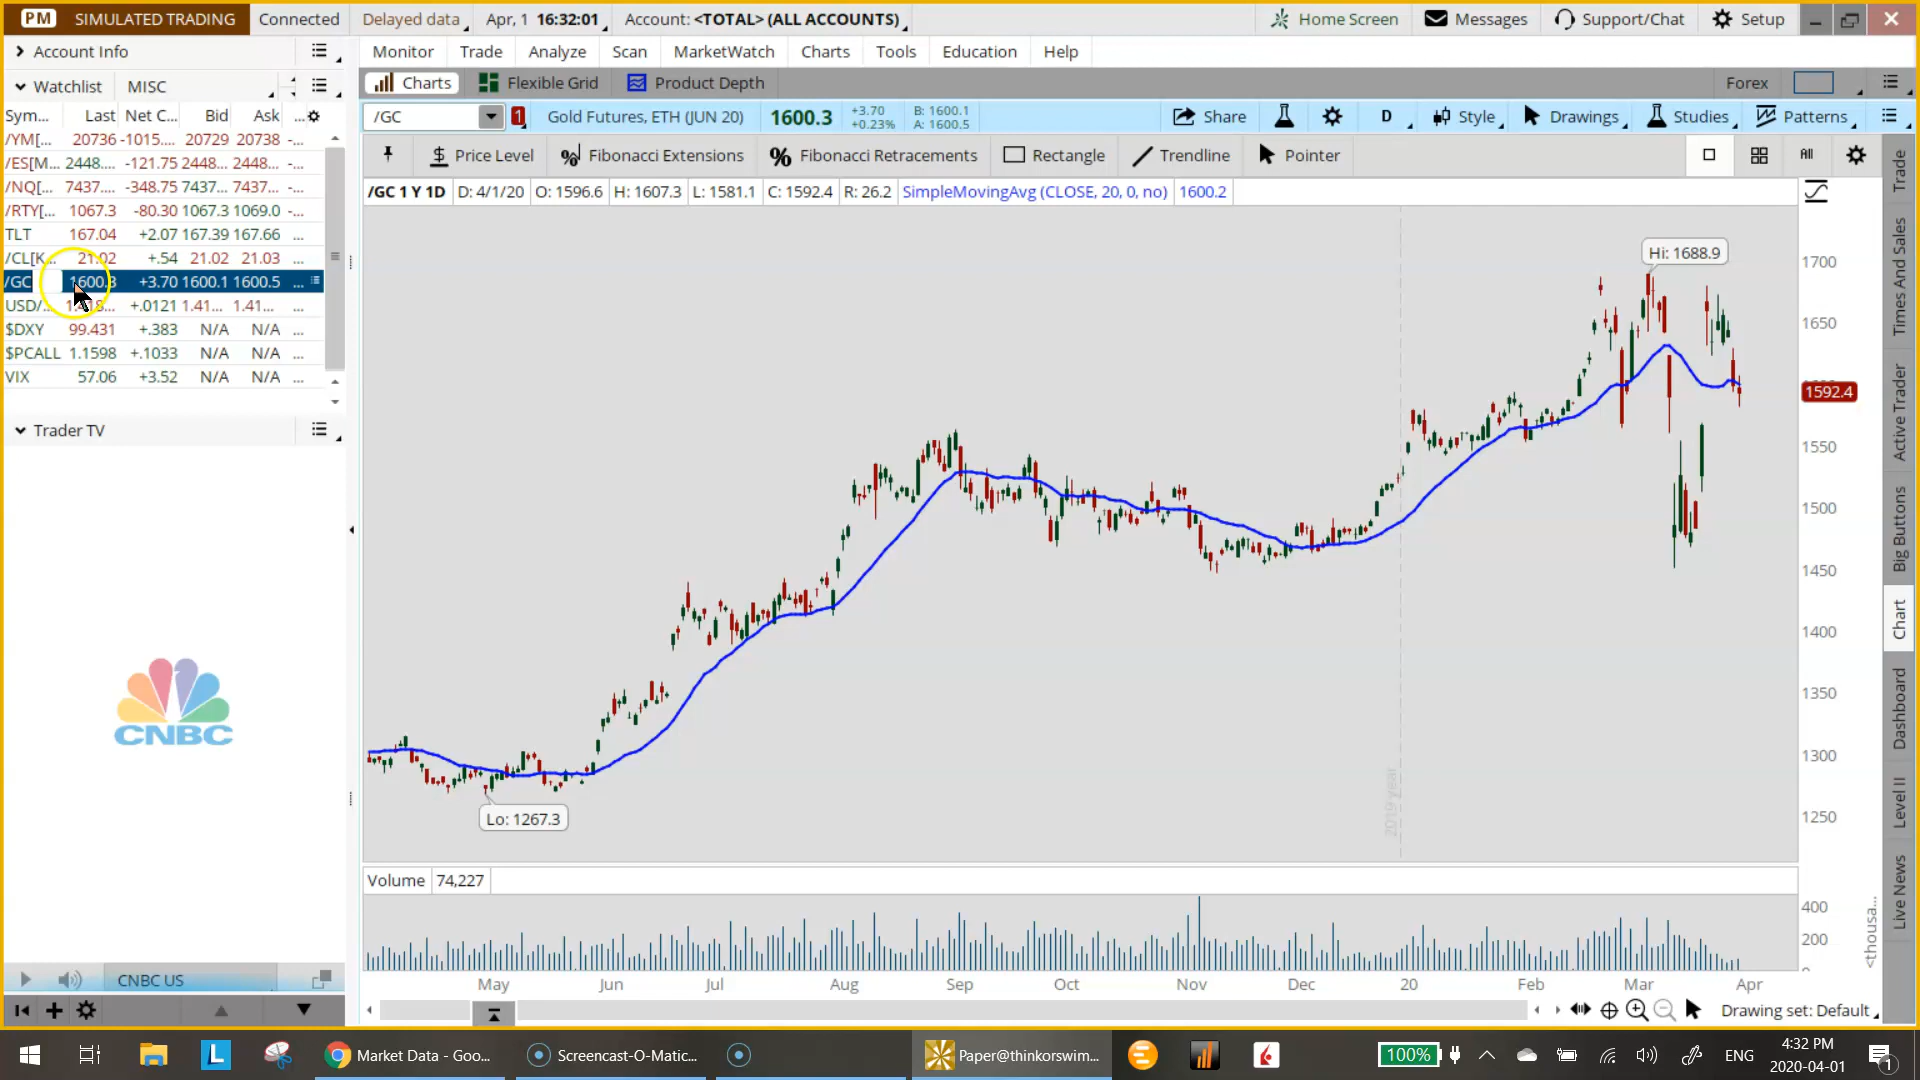 PM SIMULATED TRADING Connected Delayed data Apr, 1 16:32:01 Account: <TOTAL> (ALL ACCOUNTS) Home Screen Messages Support/Chat Setup
Account Info
Monitor Trade Analyze Scan MarketWatch Charts Tools Education Help
Watchlist MISC
Charts Flexible Grid Product Depth Forex
Sym... Last Net C... Bid Ask ...
/GC 1 Gold Futures, ETH (JUN 20) 1600.3 +3.70 +0.23% B: 1600.1 A: 1600.5 Share D Style Drawings Studies Patterns
/YM[... 20736 -1015.... 20729 20738 -...
/ES[M... 2448.... -121.75 2448... 2448... -...
/NQ[... 7437.... -348.75 7437... 7437... -...
/RTY[... 1067.3 -80.30 1067.3 1069.0 -...
TLT 167.04 +2.07 167.39 167.66 ...
/CL[K... 21.02 +.54 21.02 21.03 ...
/GC 1600.3 +3.70 1600.1 1600.5 ...
USD/... +.0121 1.41... 1.41... ...
$DXY 99.431 +.383 N/A N/A ...
$PCALL 1.1598 +.1033 N/A N/A ...
VIX 57.06 +3.52 N/A N/A ...
Price Level Fibonacci Extensions Fibonacci Retracements Rectangle Trendline Pointer All
/GC 1 Y 1D D: 4/1/20 O: 1596.6 H: 1607.3 L: 1581.1 C: 1592.4 R: 26.2 SimpleMovingAvg (CLOSE, 20, 0, no) 1600.2
Trader TV
CNBC
CNBC US
Hi: 1688.9
Lo: 1267.3
2019 year
1700
1650
1592.4
1550
1500
1450
1400
1350
1300
1250
Volume 74,227
400
200
0
<thousa...
May Jun Jul Aug Sep Oct Nov Dec 20 Feb Mar Apr
Drawing set: Default
Trade
Times And Sales
Active Trader
Big Buttons
Chart
Dashboard
Level II
Live News
L Market Data - Goo... Screencast-O-Matic... Paper@thinkorswim... 100% ENG 4:32 PM
2020-04-01
1